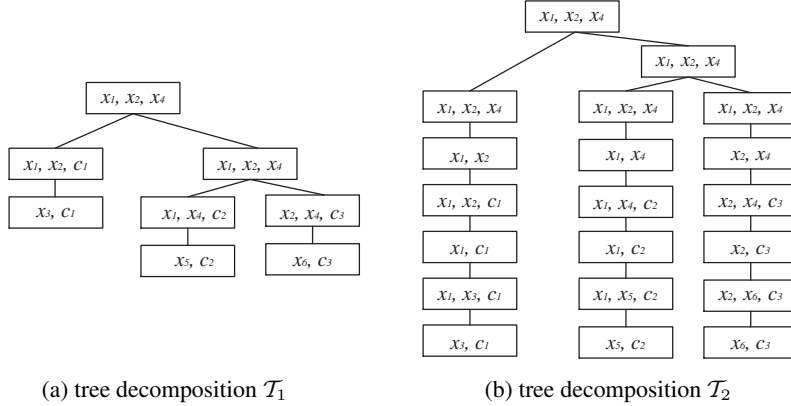 x1, x2, x4
x1, x2, c1
x1, x2, x4
x3, c1
x1, x4, c2
x2, x4, c3
x5, c2
x6, c3
(a) tree decomposition 𝒯1
x1, x2, x4
x1, x2, x4
x1, x2, x4
x1, x2, x4
x1, x2, x4
x1, x2
x1, x4
x2, x4
x1, x2, c1
x1, x4, c2
x2, x4, c3
x1, c1
x1, c2
x2, c3
x1, x3, c1
x1, x5, c2
x2, x6, c3
x3, c1
x5, c2
x6, c3
(b) tree decomposition 𝒯2